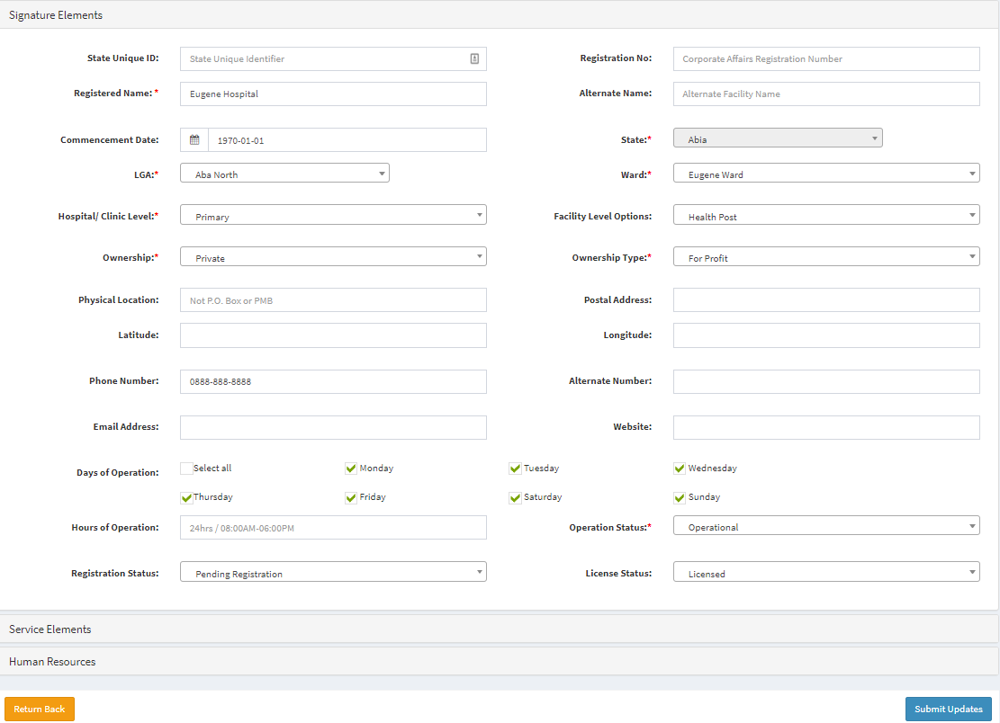 Signature Elements
State Unique ID: State Unique Identifier Registration No: Corporate Affairs Registration Number
Registered Name: * Eugene Hospital Alternate Name: Alternate Facility Name
Commencement Date: 1970-01-01 State:* Abia
LGA:* Aba North Ward:* Eugene Ward
Hospital/ Clinic Level:* Primary Facility Level Options: Health Post
Ownership:* Private Ownership Type:* For Profit
Physical Location: Not P.O. Box or PMB Postal Address:
Latitude: Longitude:
Phone Number: 0888-888-8888 Alternate Number:
Email Address: Website:
Days of Operation: Select all Monday Tuesday Wednesday
Thursday Friday Saturday Sunday
Hours of Operation: 24hrs / 08:00AM-06:00PM Operation Status:* Operational
Registration Status: Pending Registration License Status: Licensed
Service Elements
Human Resources
Return Back Submit Updates